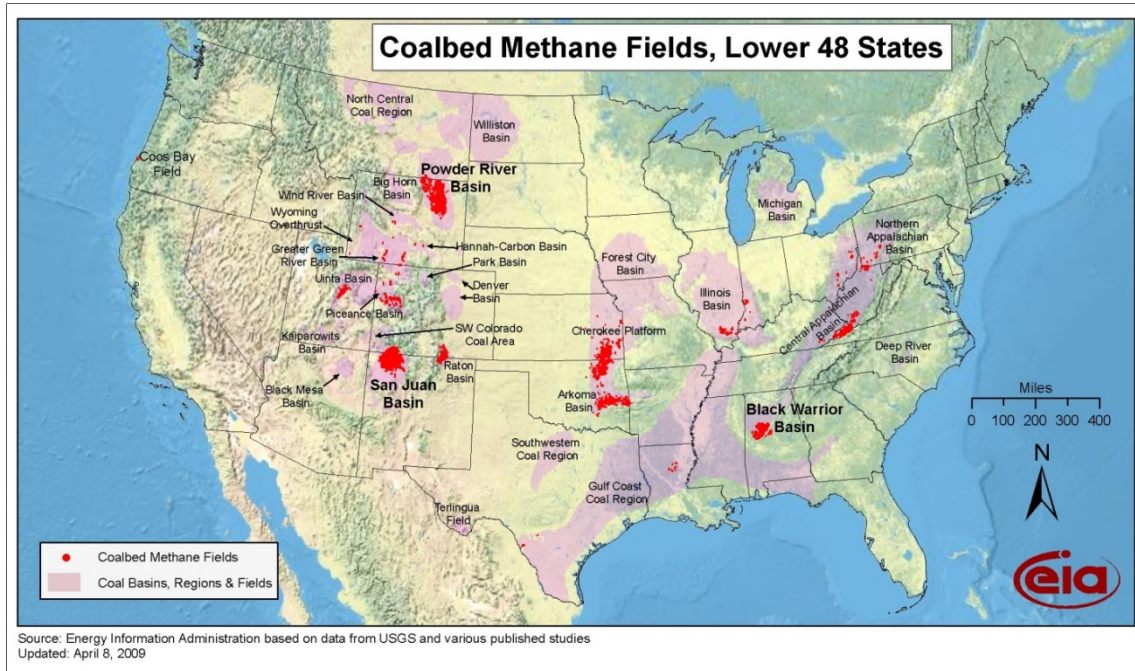 Coalbed Methane Fields, Lower 48 States
North Central
Coal Region
Williston
Basin
Coos Bay
Field
Powder River
Basin
Big Horn
Basin
Wind River Basin
Wyoming
Overthrust
Greater Green
River Basin
Hannah-Carbon Basin
Park Basin
Uinta Basin
Denver
Basin
Piceance Basin
Kaiparowits
Basin
SW Colorado
Coal Area
Black Mesa
Basin
San Juan
Basin
Raton
Basin
Forest City
Basin
Cherokee Platform
Arkoma
Basin
Illinois
Basin
Michigan
Basin
Northern
Appalachian
Basin
Central Appalachian
Basin
Deep River
Basin
Black Warrior
Basin
Southwestern
Coal Region
Gulf Coast
Coal Region
Terlingua
Field
Miles
0 100 200 300 400
N
Coalbed Methane Fields
Coal Basins, Regions & Fields
eia
Source: Energy Information Administration based on data from USGS and various published studies
Updated: April 8, 2009